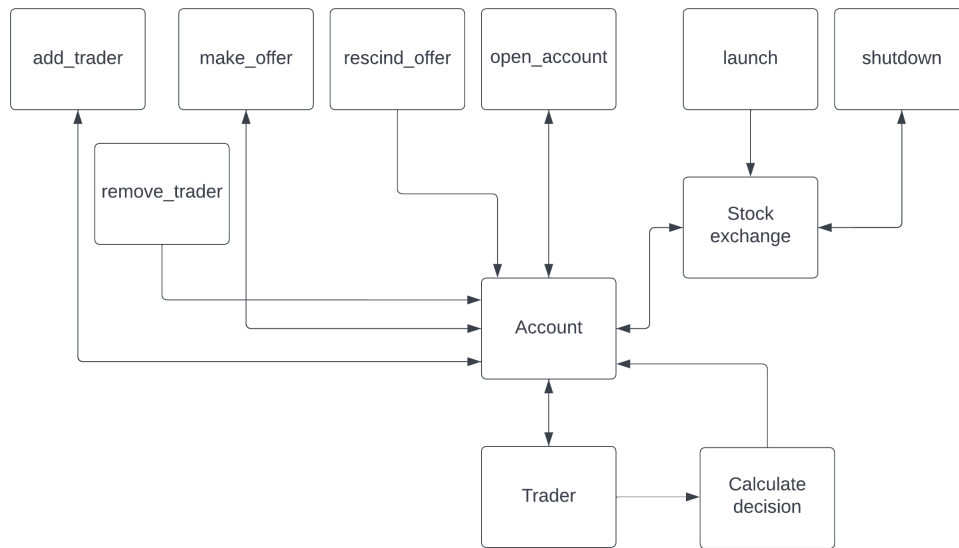 add_trader
make_offer
rescind_offer
open_account
launch
shutdown
remove_trader
Stock
exchange
Account
Trader
Calculate
decision